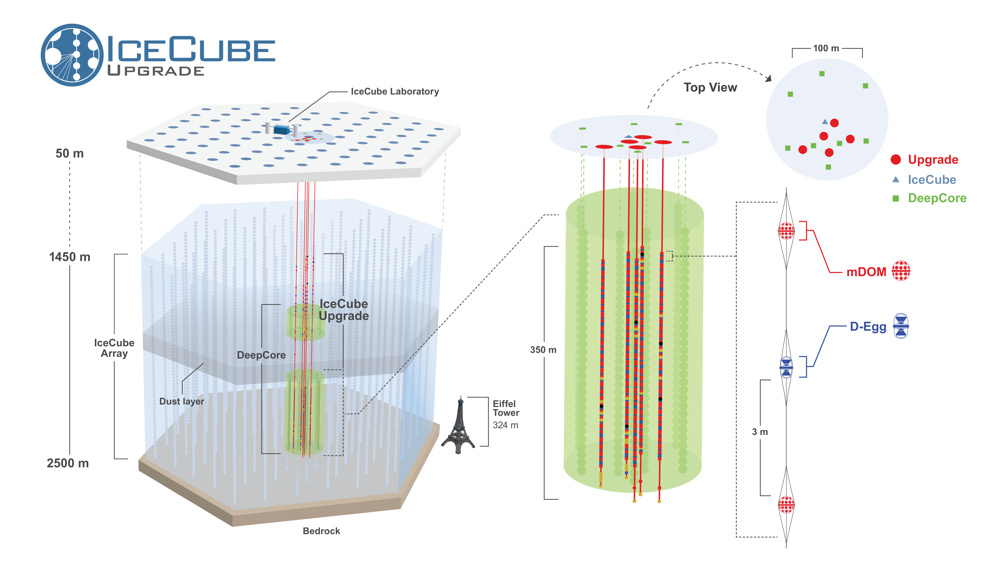 ICECUBE
UPGRADE
IceCube Laboratory
50 m
1450 m
2500 m
IceCube
Array
Dust layer
DeepCore
IceCube
Upgrade
Bedrock
Eiffel
Tower
324 m
Top View
100 m
350 m
Upgrade
IceCube
DeepCore
mDOM
D-Egg
3 m